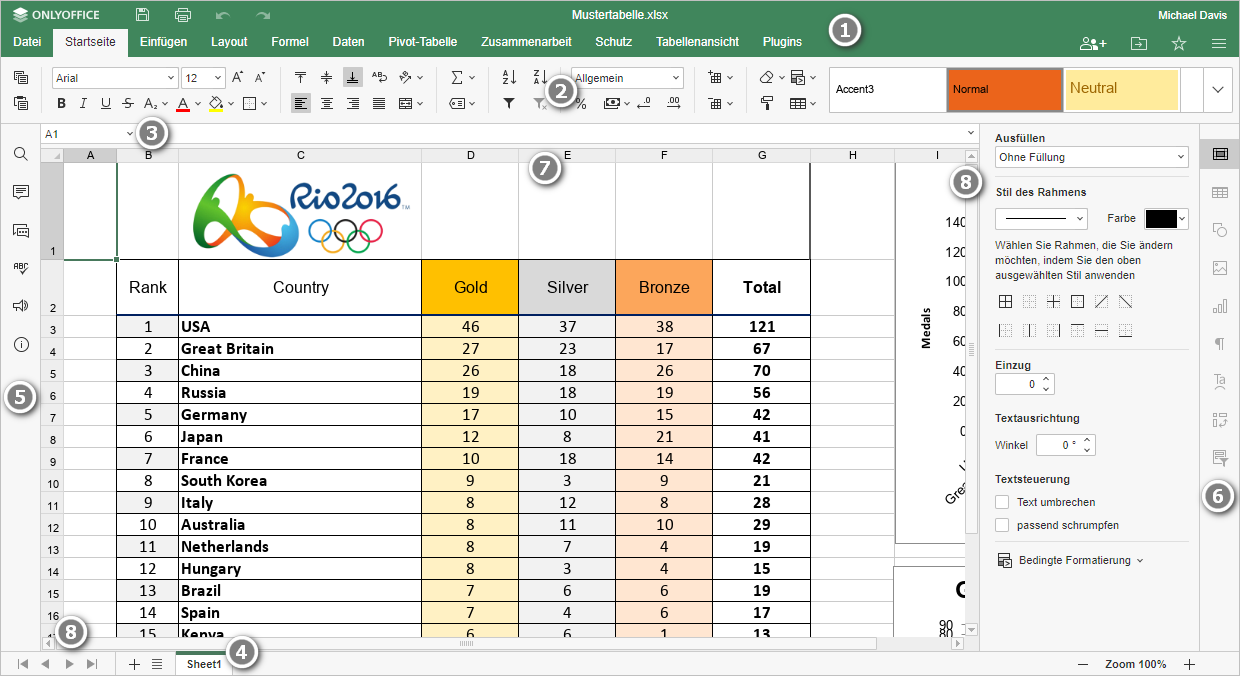 ONLYOFFICE
Mustertabelle.xlsx
Michael Davis
Datei Startseite Einfügen Layout Formel Daten Pivot-Tabelle Zusammenarbeit Schutz Tabellenansicht Plugins
1
Arial 12 Allgemein
Accent3 Normal Neutral
2
A1
3
A B C D E F G H I
7
8
Rio2016™
1
2 Rank Country Gold Silver Bronze Total
3 1 USA 46 37 38 121
4 2 Great Britain 27 23 17 67
5 3 China 26 18 26 70
6 4 Russia 19 18 19 56
7 5 Germany 17 10 15 42
8 6 Japan 12 8 21 41
9 7 France 10 18 14 42
10 8 South Korea 9 3 9 21
11 9 Italy 8 12 8 28
12 10 Australia 8 11 10 29
13 11 Netherlands 8 7 4 19
14 12 Hungary 8 3 4 15
15 13 Brazil 7 6 6 19
16 14 Spain 7 4 6 17
15 Kenya 6 6 1 13
140
120
100
80
60
40
20
0
Medals
90
80
Ausfüllen
Ohne Füllung
Stil des Rahmens
Farbe
Wählen Sie Rahmen, die Sie ändern
möchten, indem Sie den oben
ausgewählten Stil anwenden
Einzug
0
Textausrichtung
Winkel 0 °
Textsteuerung
Text umbrechen
passend schrumpfen
Bedingte Formatierung
5
6
8
4
Sheet1
Zoom 100%